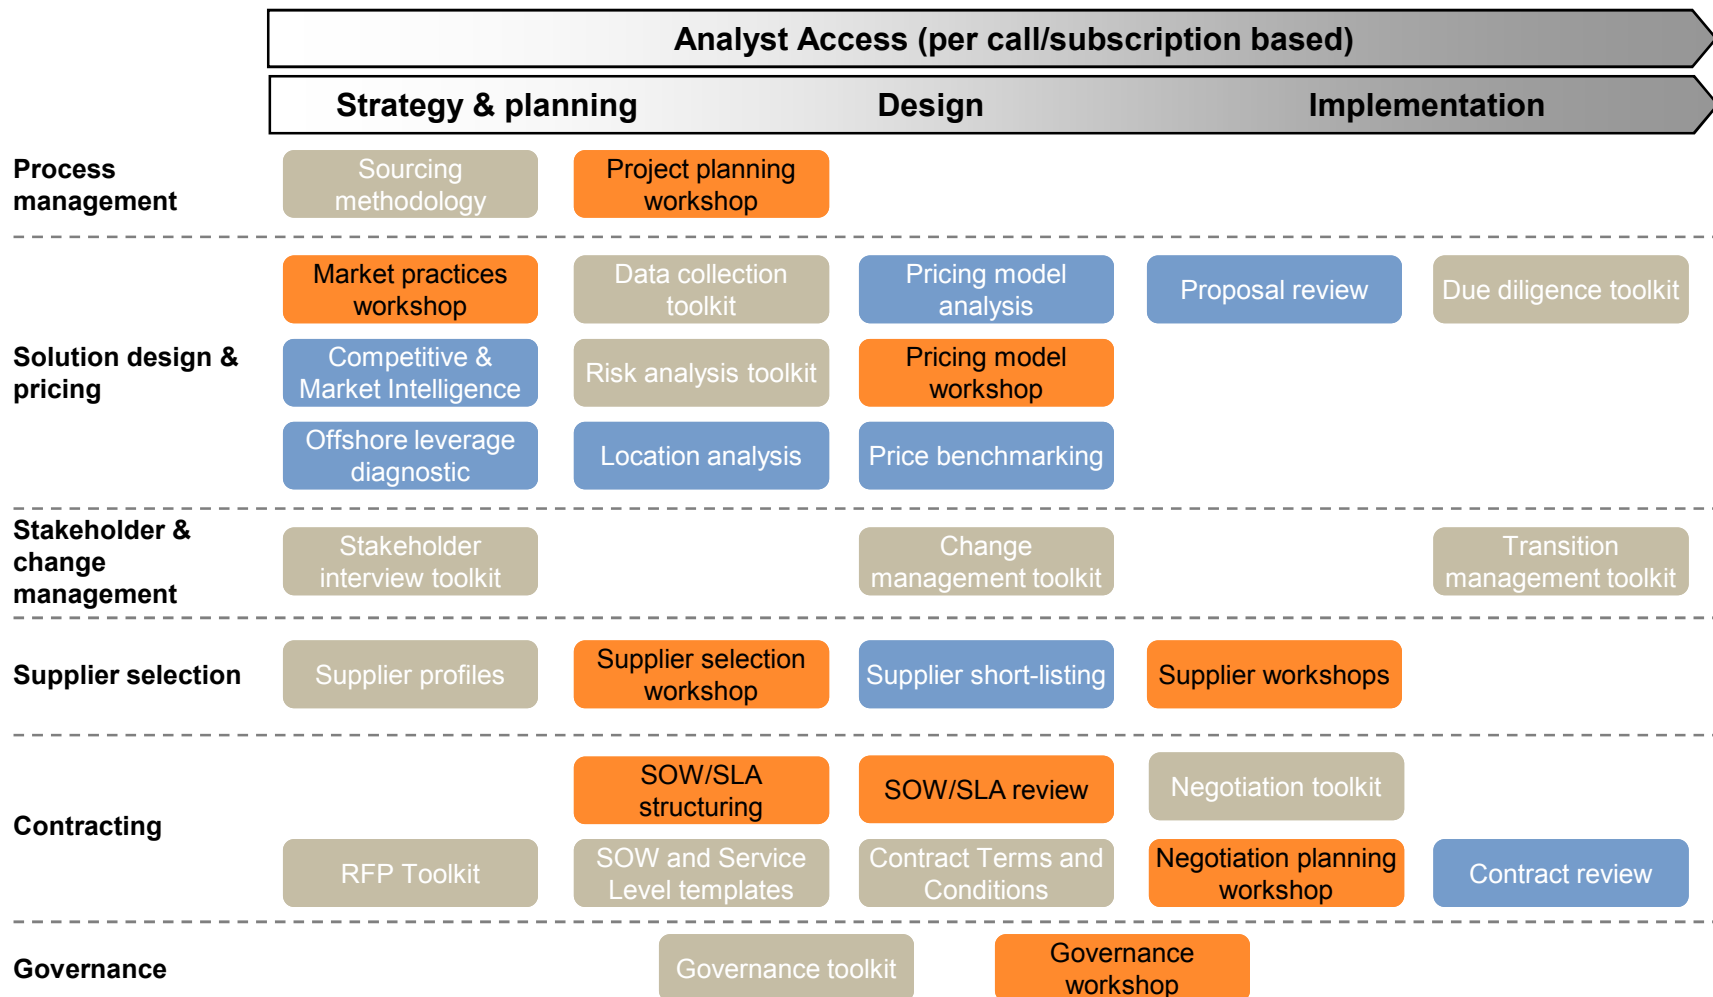 Analyst Access (per call/subscription based)
Strategy & planning Design Implementation
Process
management
Sourcing
methodology
Project planning
workshop
Solution design &
pricing
Market practices
workshop
Data collection
toolkit
Pricing model
analysis
Proposal review
Due diligence toolkit
Competitive &
Market Intelligence
Risk analysis toolkit
Pricing model
workshop
Offshore leverage
diagnostic
Location analysis
Price benchmarking
Stakeholder &
change
management
Stakeholder
interview toolkit
Change
management toolkit
Transition
management toolkit
Supplier selection
Supplier profiles
Supplier selection
workshop
Supplier short-listing
Supplier workshops
Contracting
SOW/SLA
structuring
SOW/SLA review
Negotiation toolkit
RFP Toolkit
SOW and Service
Level templates
Contract Terms and
Conditions
Negotiation planning
workshop
Contract review
Governance
Governance toolkit
Governance
workshop